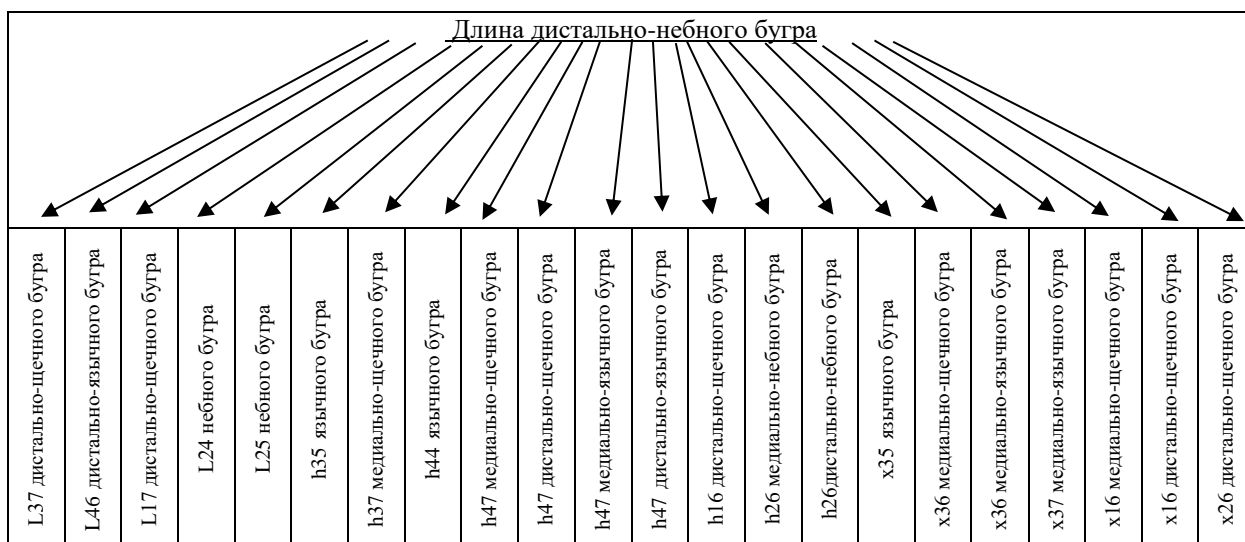 Длина дистально-небного бугра
L37 дистально-щечного бугра
L46 дистально-язычного бугра
L17 дистально-щечного бугра
L24 небного бугра
L25 небного бугра
h35 язычного бугра
h37 медиально-щечного бугра
h44 язычного бугра
h47 медиально-щечного бугра
h47 дистально-щечного бугра
h47 медиально-язычного бугра
h47 дистально-язычного бугра
h16 дистально-щечного бугра
h26 медиально-небного бугра
h26дистально-небного бугра
x35 язычного бугра
x36 медиально-щечного бугра
x36 медиально-язычного бугра
x37 медиально-язычного бугра
x16 медиально-щечного бугра
x16 дистально-щечного бугра
x26 дистально-щечного бугра